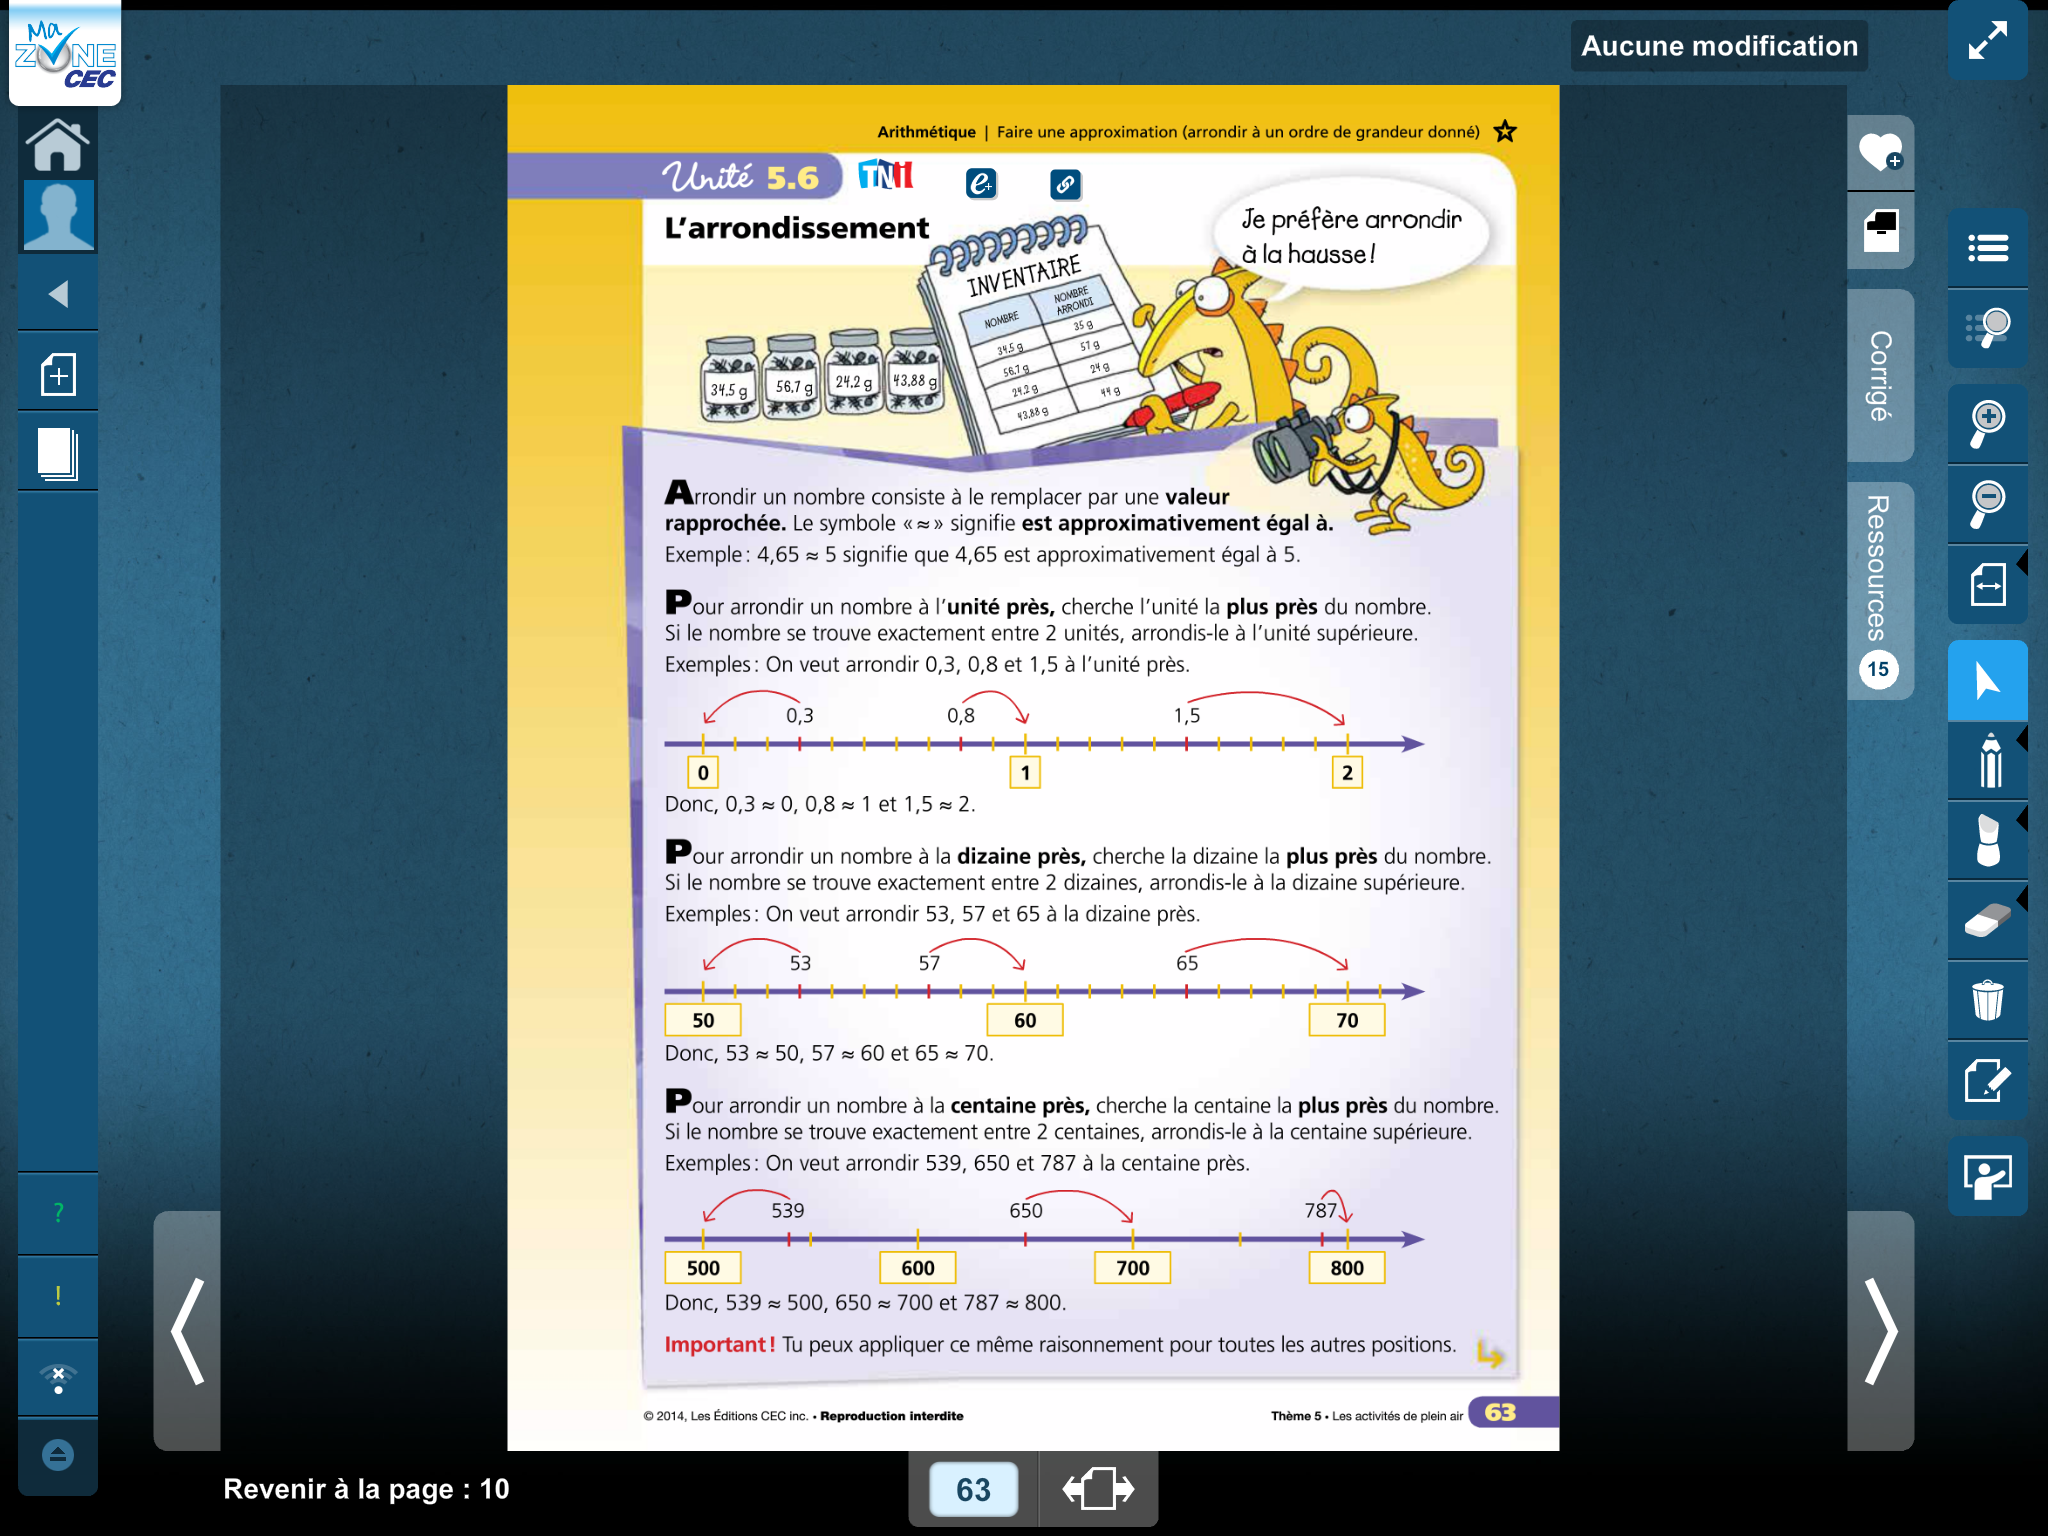 Ma
ZONE
CEC
Aucune modification
Arithmétique | Faire une approximation (arrondir à un ordre de grandeur donné)
Unité 5.6 TNI
L'arrondissement
Je préfère arrondir
à la hausse!
INVENTAIRE
NOMBRE NOMBRE ARRONDI
34.5 g 35 g
56.7 g 57 g
24.2 g 24 g
43.88 g 44 g
34.5 g 56.7 g 24.2 g 43.88 g
Arrondir un nombre consiste à le remplacer par une valeur
rapprochée. Le symbole « ≈ » signifie est approximativement égal à.
Exemple : 4,65 ≈ 5 signifie que 4,65 est approximativement égal à 5.
Pour arrondir un nombre à l'unité près, cherche l'unité la plus près du nombre.
Si le nombre se trouve exactement entre 2 unités, arrondis-le à l'unité supérieure.
Exemples : On veut arrondir 0,3, 0,8 et 1,5 à l'unité près.
0,3 0,8 1,5
0 1 2
Donc, 0,3 ≈ 0, 0,8 ≈ 1 et 1,5 ≈ 2.
Pour arrondir un nombre à la dizaine près, cherche la dizaine la plus près du nombre.
Si le nombre se trouve exactement entre 2 dizaines, arrondis-le à la dizaine supérieure.
Exemples : On veut arrondir 53, 57 et 65 à la dizaine près.
53 57 65
50 60 70
Donc, 53 ≈ 50, 57 ≈ 60 et 65 ≈ 70.
Pour arrondir un nombre à la centaine près, cherche la centaine la plus près du nombre.
Si le nombre se trouve exactement entre 2 centaines, arrondis-le à la centaine supérieure.
Exemples : On veut arrondir 539, 650 et 787 à la centaine près.
539 650 787
500 600 700 800
Donc, 539 ≈ 500, 650 ≈ 700 et 787 ≈ 800.
Important ! Tu peux appliquer ce même raisonnement pour toutes les autres positions.
© 2014, Les Éditions CEC inc. • Reproduction interdite
Thème 5 • Les activités de plein air 63
Corrigé
Ressources
15
?
!
Revenir à la page : 10
63